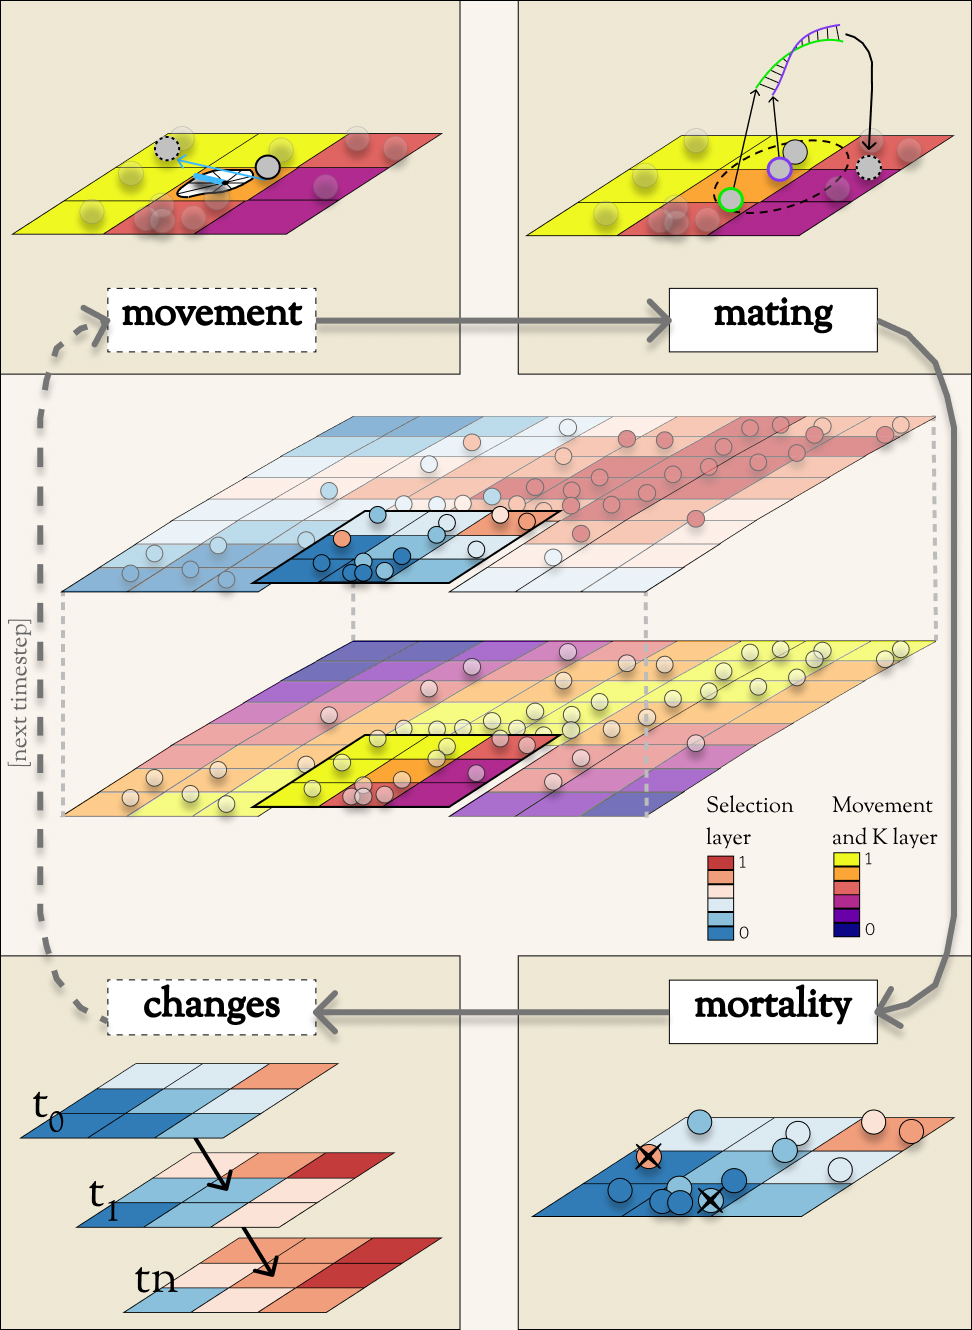 movement
mating
[next timestep]
Selection
layer
1
0
Movement
and K layer
1
0
changes
mortality
t0
t1
tn